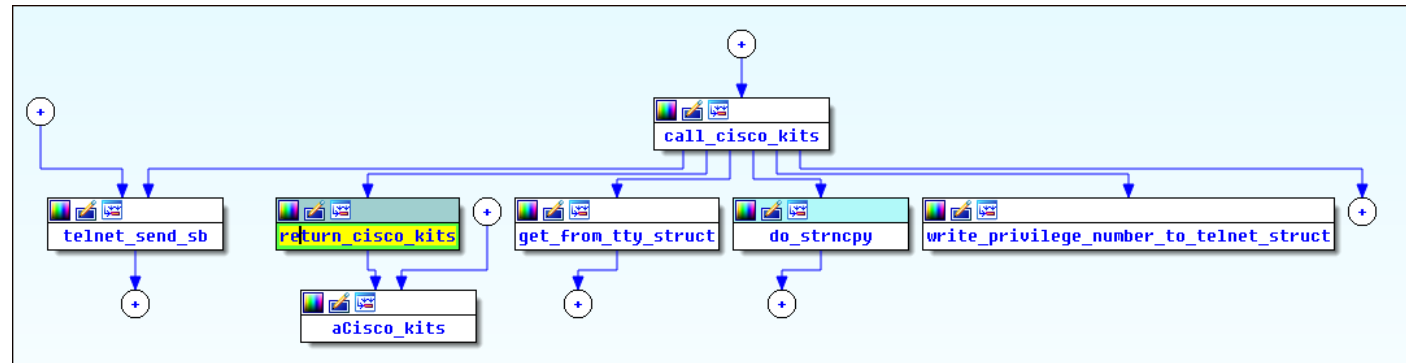 call_cisco_kits
telnet_send_sb
return_cisco_kits
get_from_tty_struct
do_strncpy
write_privilege_number_to_telnet_struct
aCisco_kits